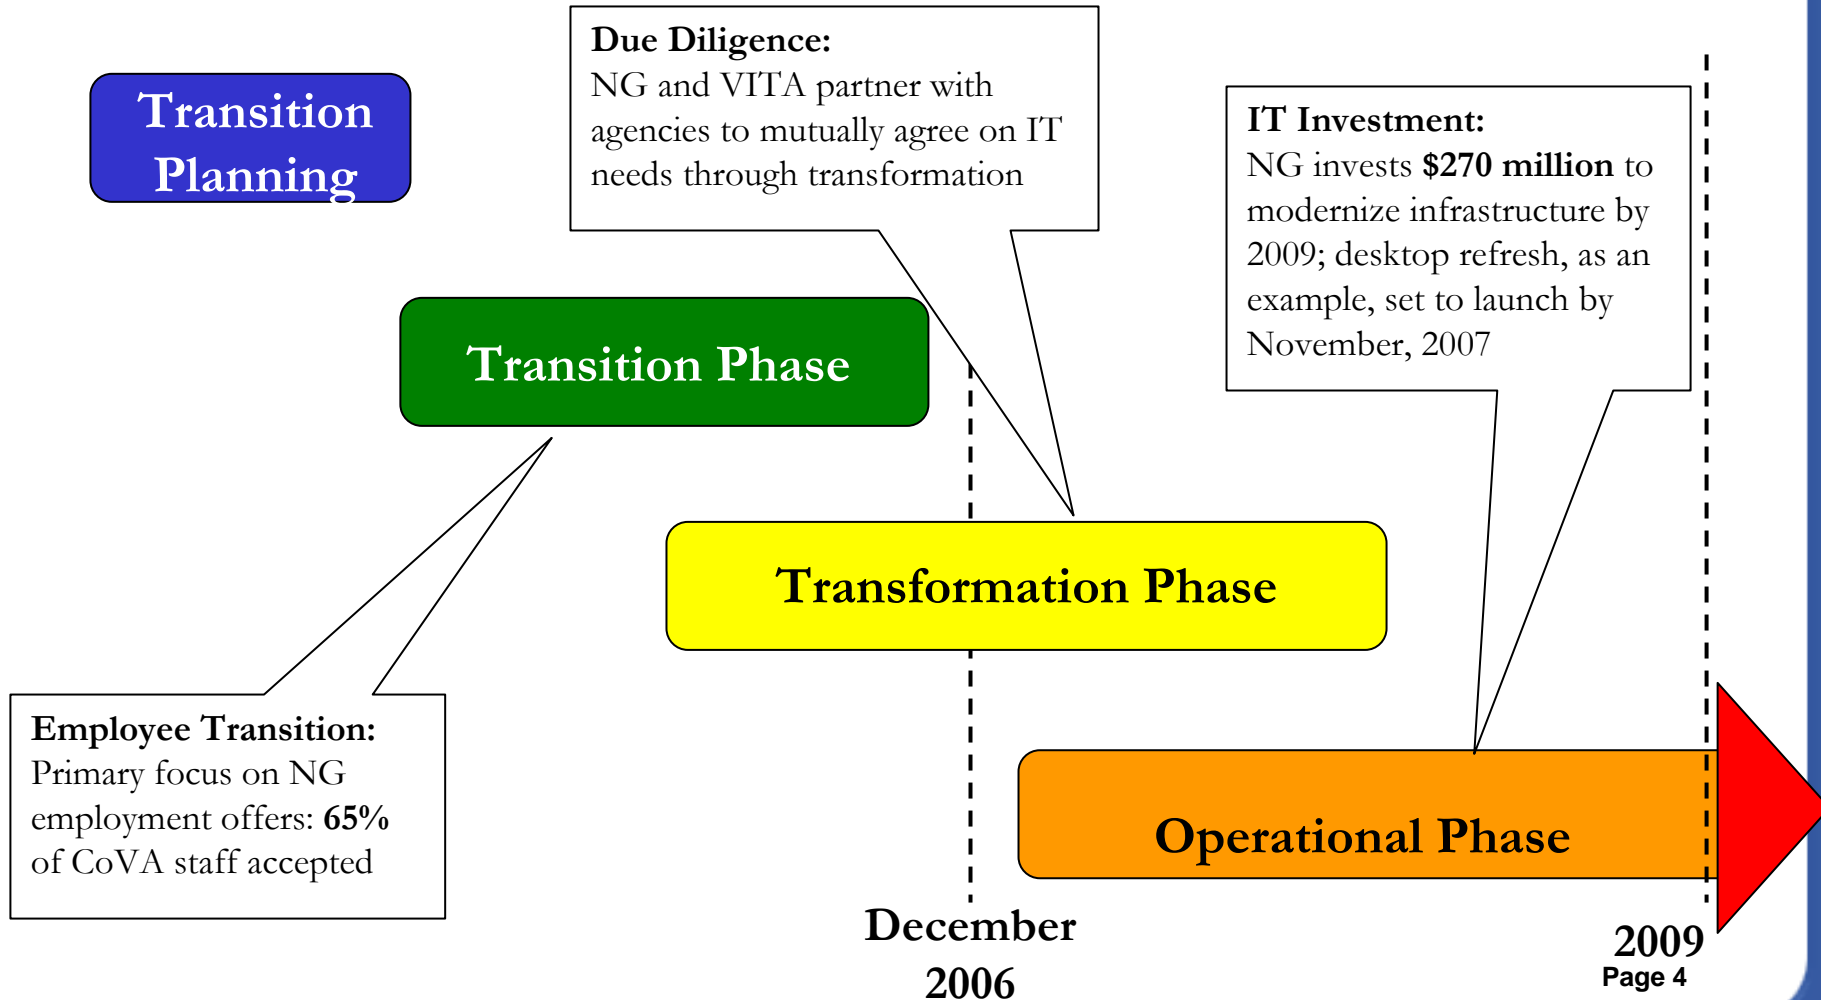 Transition
Planning
Due Diligence:
NG and VITA partner with
agencies to mutually agree on IT
needs through transformation
IT Investment:
NG invests $270 million to
modernize infrastructure by
2009; desktop refresh, as an
example, set to launch by
November, 2007
Transition Phase
Transformation Phase
Employee Transition:
Primary focus on NG
employment offers: 65%
of CoVA staff accepted
Operational Phase
December
2006
2009
Page 4